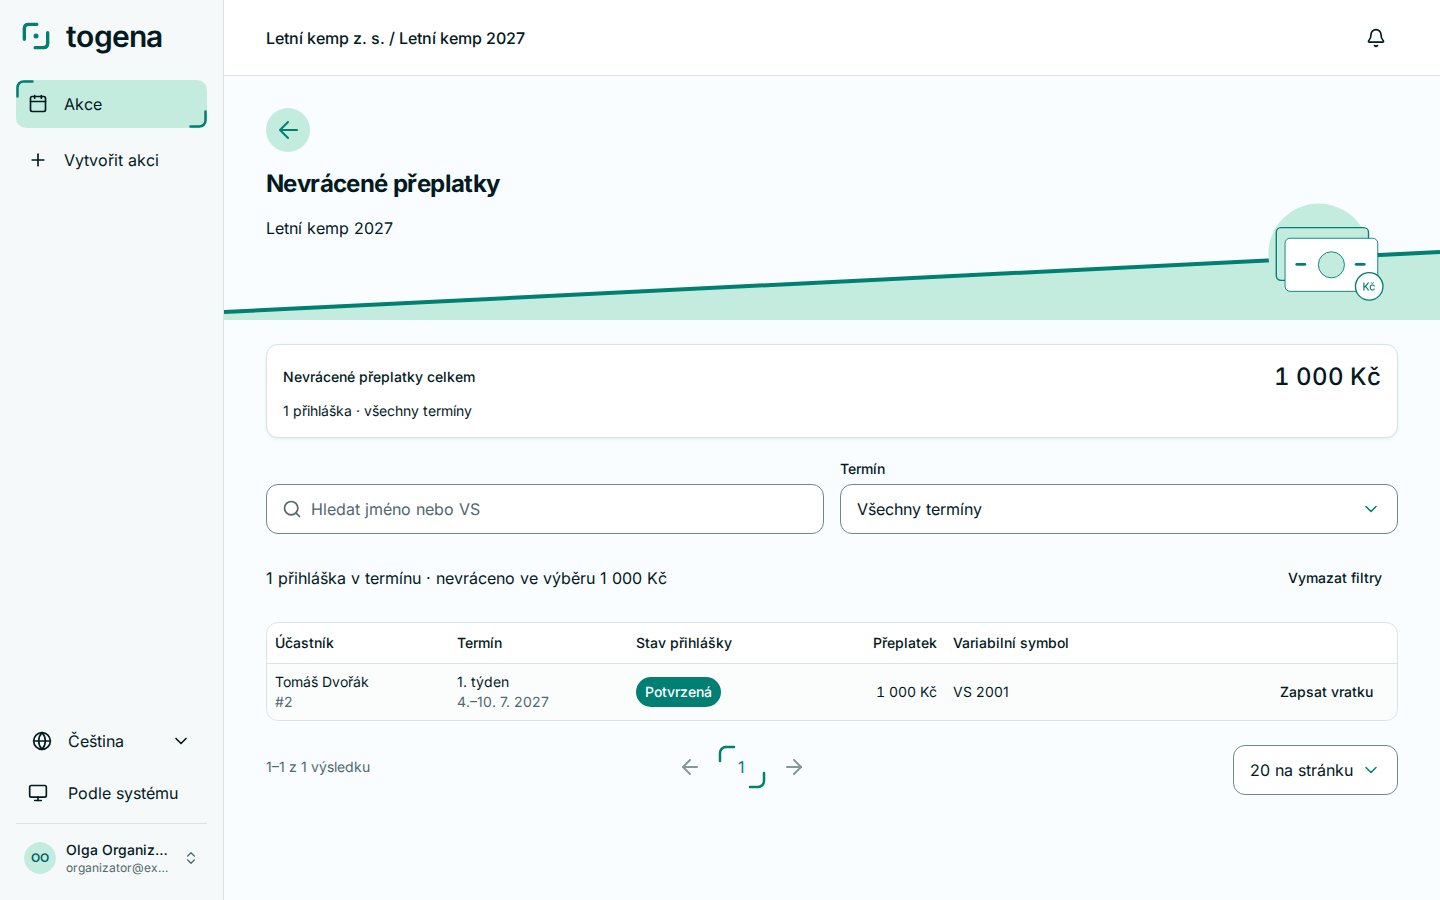 togena
Letní kemp z. s. / Letní kemp 2027
Akce
Vytvořit akci
Nevrácené přeplatky
Letní kemp 2027
Kč
Nevrácené přeplatky celkem
1 000 Kč
1 přihláška · všechny termíny
Termín
Hledat jméno nebo VS
Všechny termíny
1 přihláška v termínu · nevráceno ve výběru 1 000 Kč
Vymazat filtry
Účastník Termín Stav přihlášky Přeplatek Variabilní symbol
Tomáš Dvořák
#2
1. týden
4.–10. 7. 2027
Potvrzená
1 000 Kč
VS 2001
Zapsat vratku
1–1 z 1 výsledku
1
20 na stránku
Čeština
Podle systému
OO
Olga Organiz...
organizator@ex...